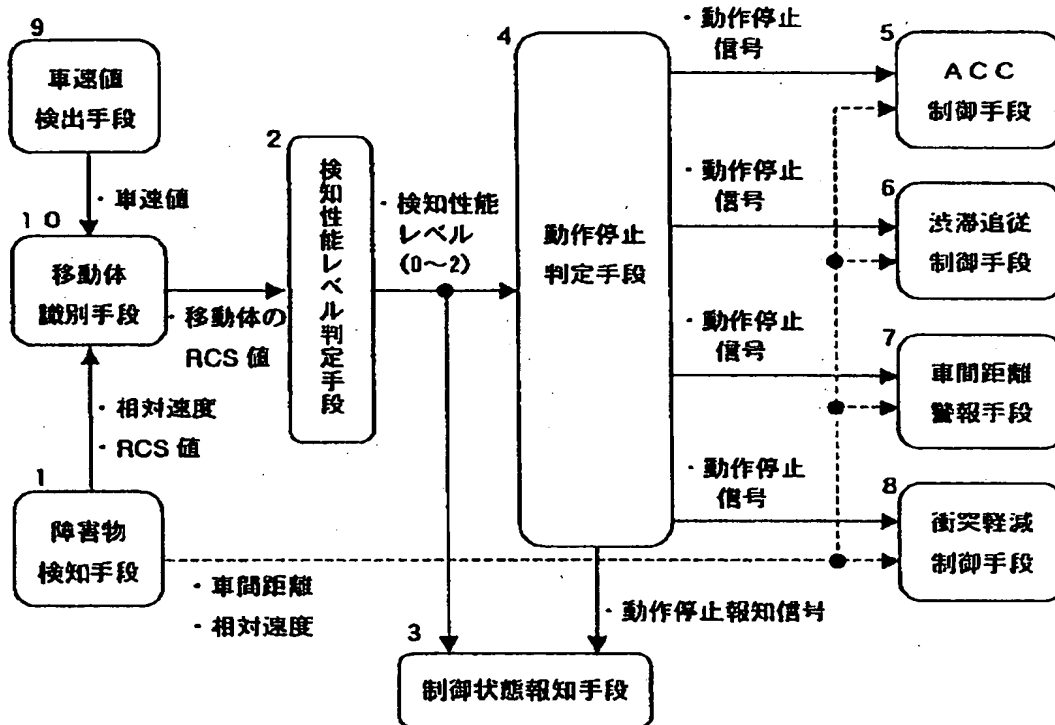 9
車速値
検出手段
・車速値
10
移動体
識別手段
・移動体の
RCS 値
・相対速度
・RCS 値
1
障害物
検知手段
・車間距離
・相対速度
2
検知性能レベル判定手段
・検知性能
レベル
(0〜2)
3
制御状態報知手段
4
動作停止
判定手段
・動作停止報知信号
・動作停止
信号
5
ACC
制御手段
・動作停止
信号
6
渋滞追従
制御手段
・動作停止
信号
7
車間距離
警報手段
・動作停止
信号
8
衝突軽減
制御手段